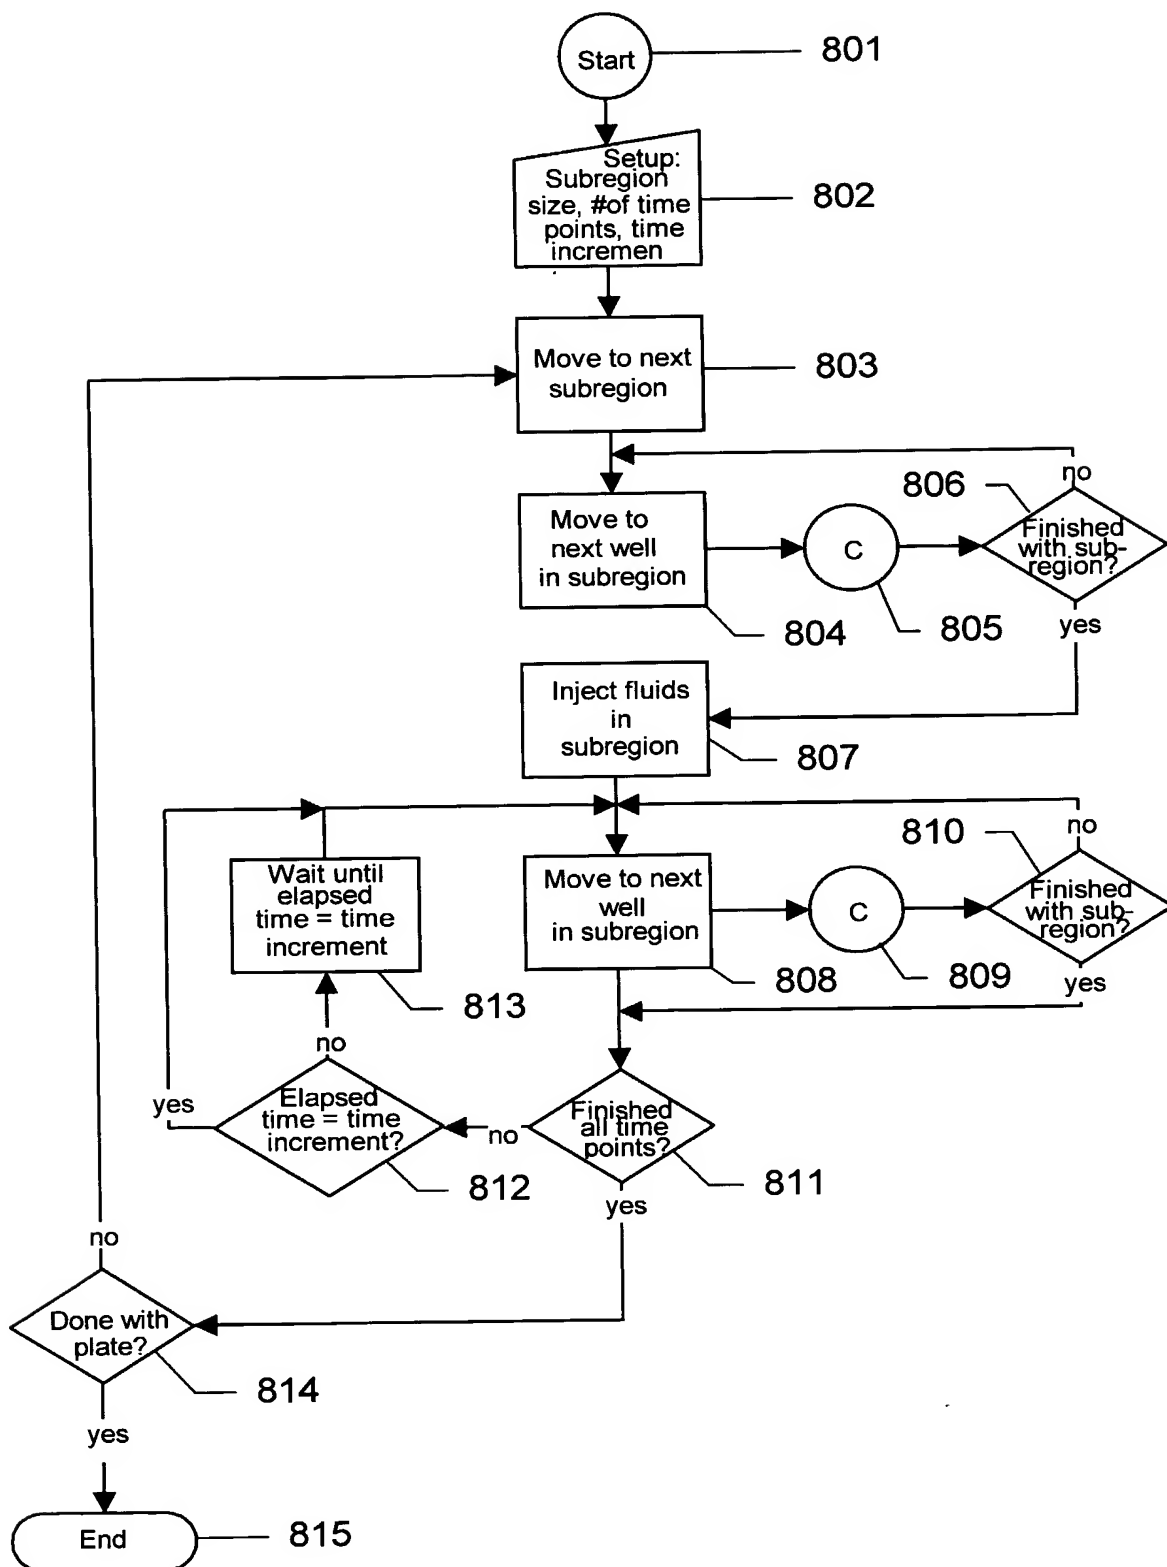 Start
801
Setup:
Subregion
size, #of time
points, time
incremen
802
Move to next
subregion
803
no
806
Move to
next well
in subregion
C
Finished
with sub-
region?
804
805
yes
Inject fluids
in
subregion
807
810
no
Wait until
elapsed
time = time
increment
Move to next
well
in subregion
C
Finished
with sub-
region?
813
808
809
yes
no
yes
Elapsed
time = time
increment?
no
Finished
all time
points?
812
811
yes
no
Done with
plate?
814
yes
End
815